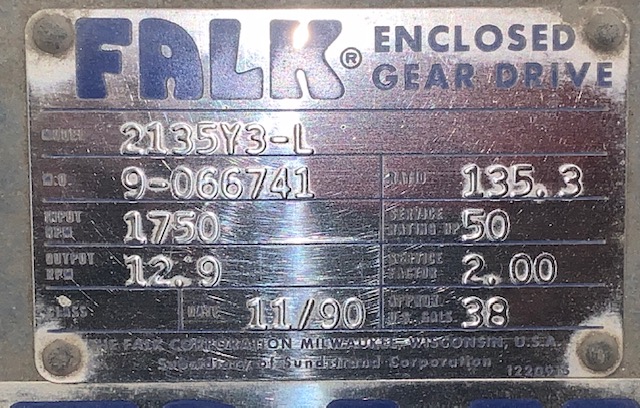 FALK® ENCLOSED
GEAR DRIVE
MODEL 2135Y3-L
M.O 9-066741 RATIO 135.3
INPUT RPM 1750 SERVICE RATING HP 50
OUTPUT RPM 12.9 SERVICE FACTOR 2.00
CLASS DATE 11/90 APPROX. GALS 38
THE FALK CORPORATION MILWAUKEE, WISCONSIN, U.S.A.
Subsidiary of Sundstrand Corporation